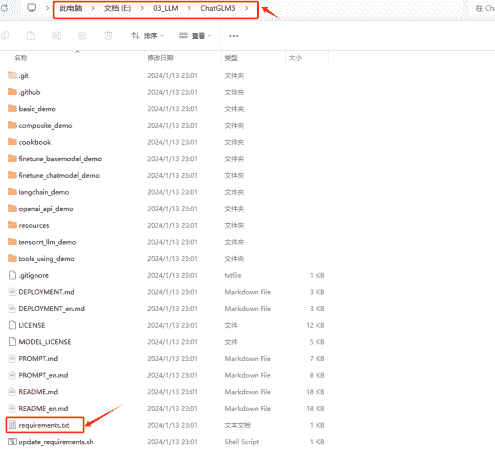 此电脑 > 文档 (E:) > 03_LLM > ChatGLM3 > 在 Cha
排序 查看 ...
名称 修改日期 类型 大小
.git 2024/1/13 23:01 文件夹
.github 2024/1/13 23:01 文件夹
basic_demo 2024/1/13 23:01 文件夹
composite_demo 2024/1/13 23:01 文件夹
cookbook 2024/1/13 23:01 文件夹
finetune_basemodel_demo 2024/1/13 23:01 文件夹
finetune_chatmodel_demo 2024/1/13 23:01 文件夹
langchain_demo 2024/1/13 23:01 文件夹
openai_api_demo 2024/1/13 23:01 文件夹
resources 2024/1/13 23:01 文件夹
tensorrt_llm_demo 2024/1/13 23:01 文件夹
tools_using_demo 2024/1/13 23:01 文件夹
.gitignore 2024/1/13 23:01 txtfile 1 KB
DEPLOYMENT.md 2024/1/13 23:01 Markdown File 3 KB
DEPLOYMENT_en.md 2024/1/13 23:01 Markdown File 3 KB
LICENSE 2024/1/13 23:01 文件 12 KB
MODEL_LICENSE 2024/1/13 23:01 文件 5 KB
PROMPT.md 2024/1/13 23:01 Markdown File 7 KB
PROMPT_en.md 2024/1/13 23:01 Markdown File 8 KB
README.md 2024/1/13 23:01 Markdown File 18 KB
README_en.md 2024/1/13 23:01 Markdown File 18 KB
requirements.txt 2024/1/13 23:01 文本文档 1 KB
update_requirements.sh 2024/1/13 23:01 Shell Script 1 KB